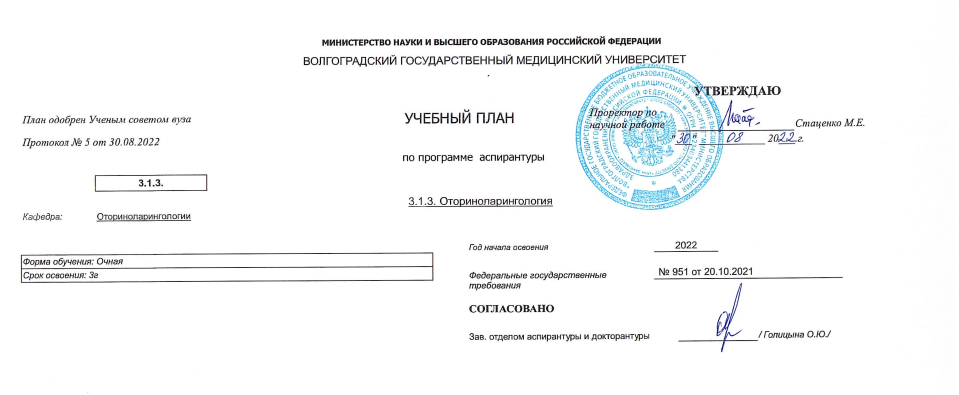 МИНИСТЕРСТВО НАУКИ И ВЫСШЕГО ОБРАЗОВАНИЯ РОССИЙСКОЙ ФЕДЕРАЦИИ
ВОЛГОГРАДСКИЙ ГОСУДАРСТВЕННЫЙ МЕДИЦИНСКИЙ УНИВЕРСИТЕТ
УТВЕРЖДАЮ
План одобрен Ученым советом вуза
УЧЕБНЫЙ ПЛАН
Проректор по
научной работе
Стаценко М.Е.
Протокол № 5 от 30.08.2022
"30" 08 2022 г.
по программе аспирантуры
3.1.3.
3.1.3. Оториноларингология
Кафедра: Оториноларингологии
Год начала освоения 2022
Форма обучения: Очная
Срок освоения: 3г
Федеральные государственные
требования
№ 951 от 20.10.2021
СОГЛАСОВАНО
Зав. отделом аспирантуры и докторантуры / Голицына О.Ю./